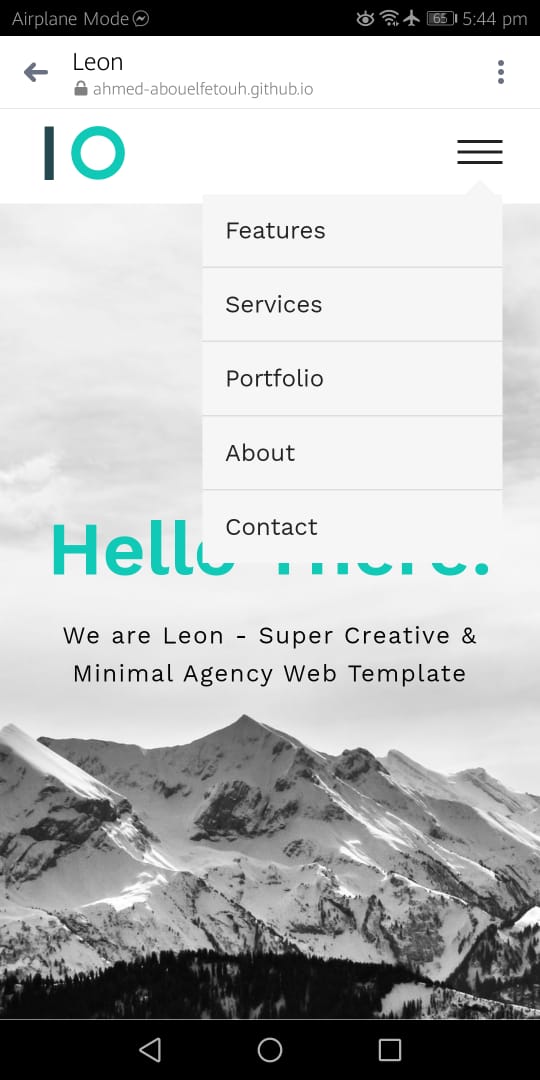 Airplane Mode 65 5:44 pm
Leon
ahmed-abouelfetouh.github.io
IO
Features
Services
Portfolio
About
Contact
Hello There.
We are Leon - Super Creative &
Minimal Agency Web Template